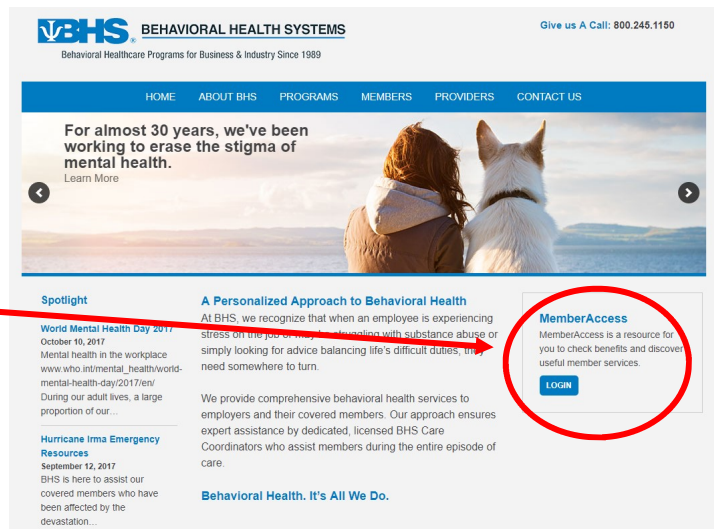 ΨBHS® BEHAVIORAL HEALTH SYSTEMS
Give us A Call: 800.245.1150
Behavioral Healthcare Programs for Business & Industry Since 1989
HOME ABOUT BHS PROGRAMS MEMBERS PROVIDERS CONTACT US
For almost 30 years, we've been
working to erase the stigma of
mental health.
Learn More
Spotlight
World Mental Health Day 2017
October 10, 2017
Mental health in the workplace
www.who.int/mental_health/world-
mental-health-day/2017/en/
During our adult lives, a large
proportion of our…
Hurricane Irma Emergency
Resources
September 12, 2017
BHS is here to assist our
covered members who have
been affected by the
devastation…
A Personalized Approach to Behavioral Health
At BHS, we recognize that when an employee is experiencing
stress on the job or may be struggling with substance abuse or
simply looking for advice balancing life's difficult duties, they
need somewhere to turn.
We provide comprehensive behavioral health services to
employers and their covered members. Our approach ensures
expert assistance by dedicated, licensed BHS Care
Coordinators who assist members during the entire episode of
care.
Behavioral Health. It's All We Do.
MemberAccess
MemberAccess is a resource for
you to check benefits and discover
useful member services.
LOGIN